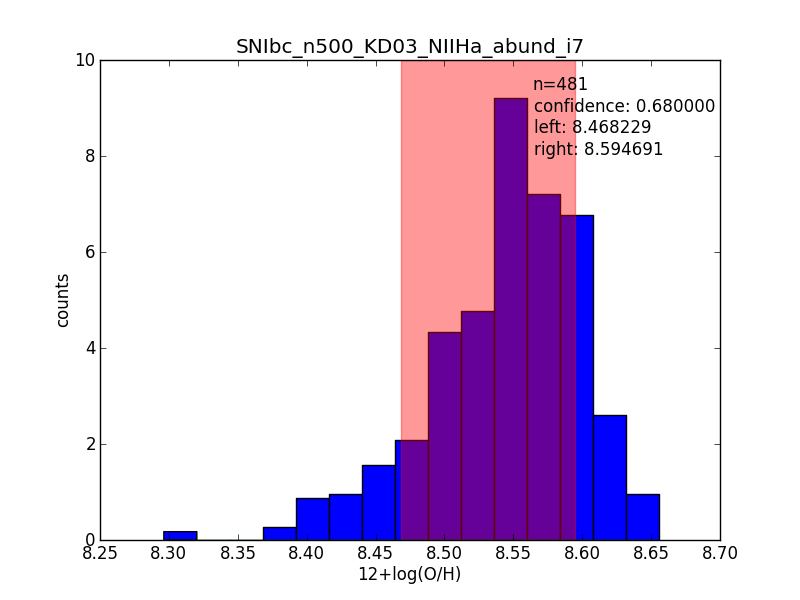 SNIbc_n500_KD03_NIIHa_abund_i7
n=481
confidence: 0.680000
left: 8.468229
right: 8.594691
10
8
6
4
2
0
counts
8.25 8.30 8.35 8.40 8.45 8.50 8.55 8.60 8.65 8.70
12+log(O/H)